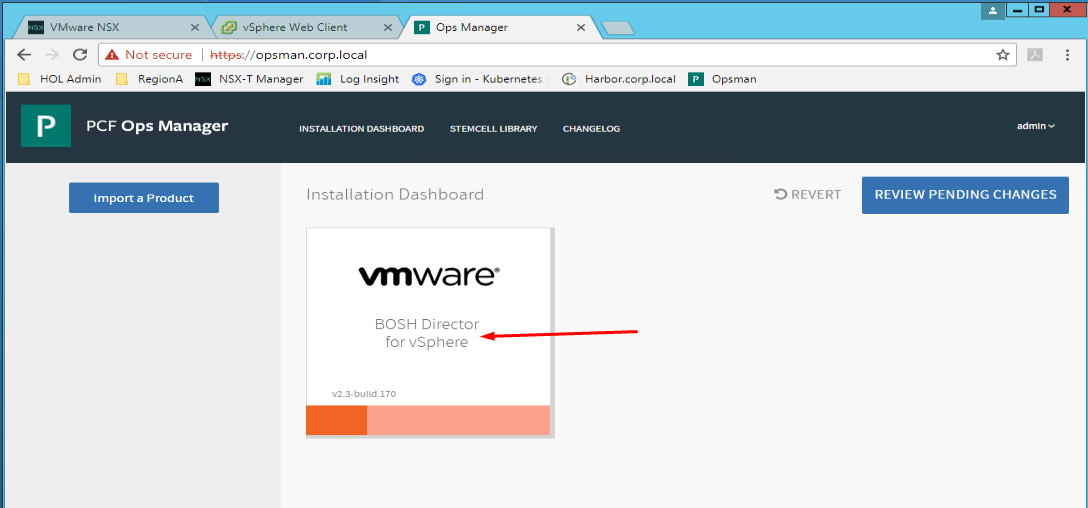 NSX VMware NSX
vSphere Web Client
P Ops Manager
Not secure https://opsman.corp.local
HOL Admin RegionA NSX NSX-T Manager Log Insight Sign in - Kubernetes Harbor.corp.local P Opsman
P PCF Ops Manager INSTALLATION DASHBOARD STEMCELL LIBRARY CHANGELOG admin
Import a Product
Installation Dashboard REVERT REVIEW PENDING CHANGES
vmware®
BOSH Director
for vSphere
v2.3-build.170